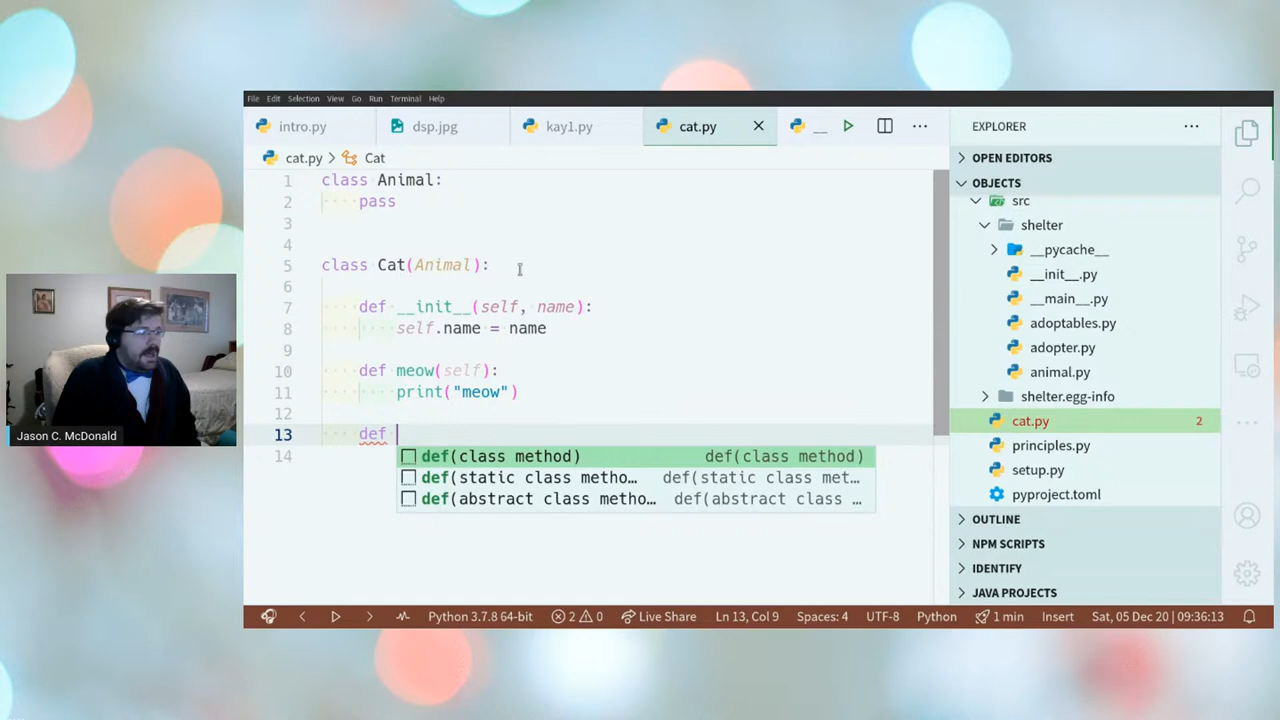 File Edit Selection View Go Run Terminal Help
intro.py dsp.jpg kay1.py cat.py __
cat.py Cat
1 class Animal:
2 pass
3
4
5 class Cat(Animal):
6
7 def __init__(self, name):
8 self.name = name
9
10 def meow(self):
11 print("meow")
12
13 def
14
def(class method) def(class method)
def(static class metho… def(static class met…
def(abstract class metho… def(abstract class …
EXPLORER
OPEN EDITORS
OBJECTS
src
shelter
__pycache__
__init__.py
__main__.py
adoptables.py
adopter.py
animal.py
shelter.egg-info
cat.py 2
principles.py
setup.py
pyproject.toml
OUTLINE
NPM SCRIPTS
IDENTIFY
JAVA PROJECTS
Python 3.7.8 64-bit 2 0 Live Share Ln 13, Col 9 Spaces: 4 UTF-8 Python 1 min Insert Sat, 05 Dec 20, 09:36:13
Jason C. McDonald